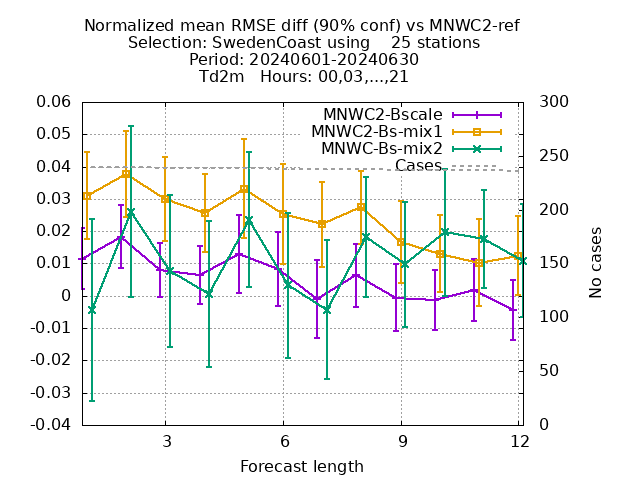 Normalized mean RMSE diff (90% conf) vs MNWC2-ref
Selection: SwedenCoast using 25 stations
Period: 20240601-20240630
Td2m Hours: 00,03,...,21
MNWC2-Bscale
MNWC2-Bs-mix1
MNWC-Bs-mix2
Cases
0.06
0.05
0.04
0.03
0.02
0.01
0
-0.01
-0.02
-0.03
-0.04
300
250
200
150
100
50
0
No cases
3
6
9
12
Forecast length